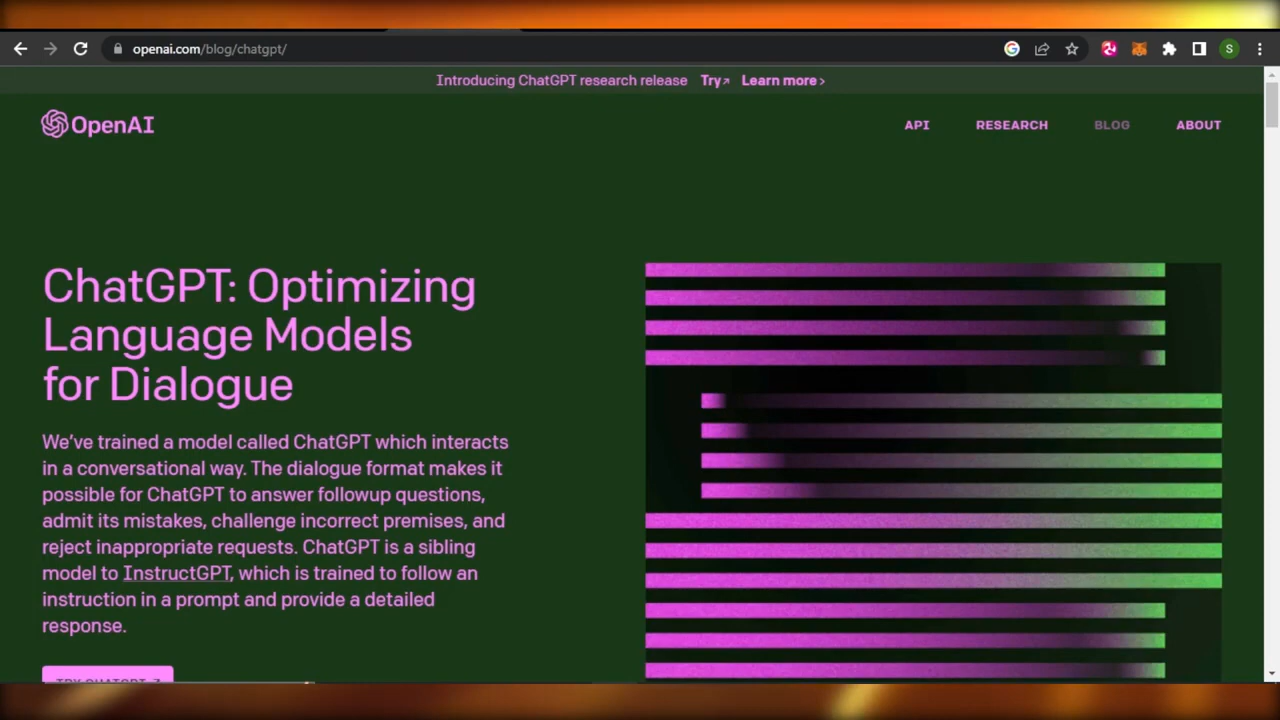 openai.com/blog/chatgpt/
S
Introducing ChatGPT research release Try↗ Learn more >
OpenAI
API RESEARCH BLOG ABOUT
ChatGPT: Optimizing
Language Models
for Dialogue
We’ve trained a model called ChatGPT which interacts
in a conversational way. The dialogue format makes it
possible for ChatGPT to answer followup questions,
admit its mistakes, challenge incorrect premises, and
reject inappropriate requests. ChatGPT is a sibling
model to InstructGPT, which is trained to follow an
instruction in a prompt and provide a detailed
response.
TRY CHATGPT ↗